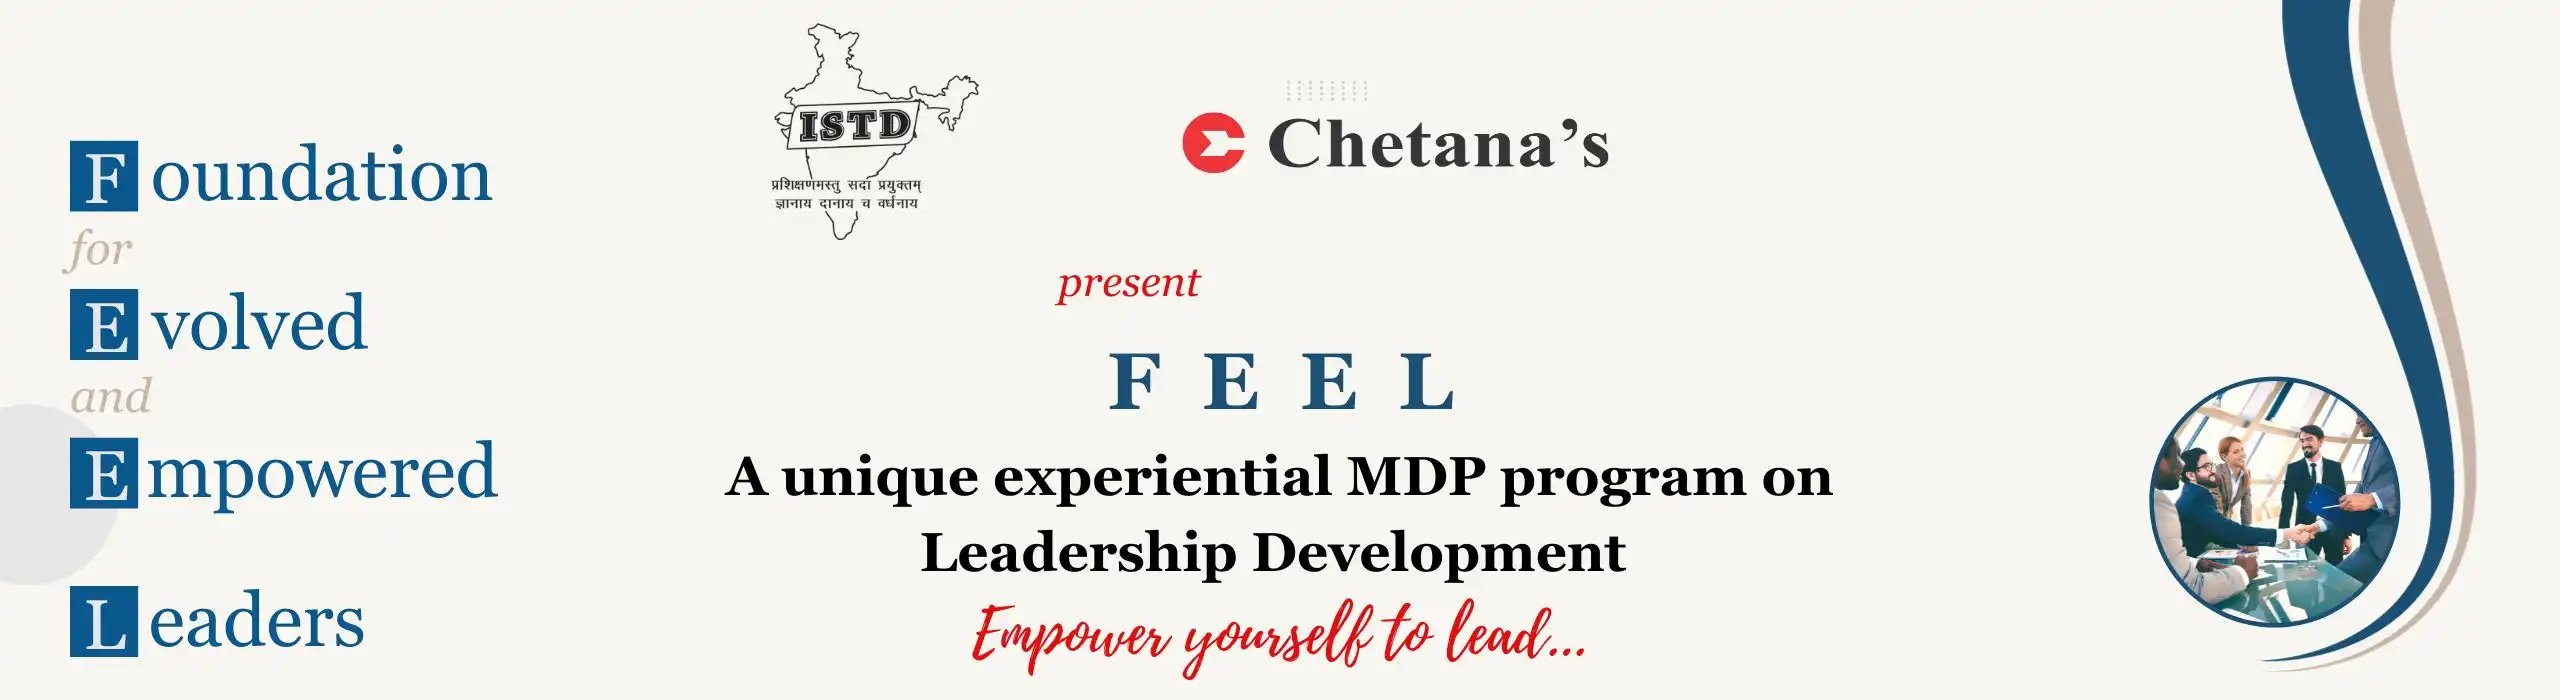 Foundation
for
Evolved
and
Empowered
Leaders
ISTD
प्रशिक्षणमस्तु सदा प्रयुक्तम्
ज्ञानाय दानाय च वर्धनाय
Chetana's
present
F E E L
A unique experiential MDP program on
Leadership Development
Empower yourself to lead...